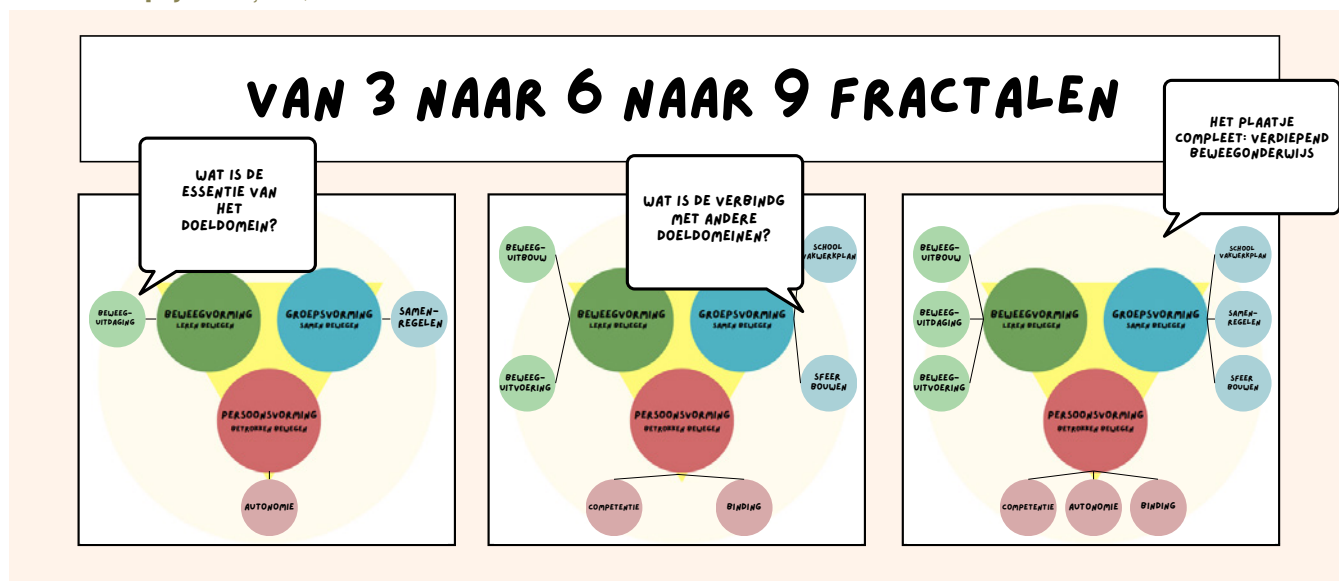 VAN 3 NAAR 6 NAAR 9 FRACTALEN
WAT IS DE
ESSENTIE VAN
HET
DOELDOMEIN?
BEWEEG-
UITDAGING
BEWEEGVORMING
LEREN BEWEGEN
GROEPSVORMING
SAMEN BEWEGEN
SAMEN-
REGELEN
PERSOONSVORMING
BETROKKEN BEWEGEN
AUTONOMIE
WAT IS DE VERBINDG
MET ANDERE
DOELDOMEINEN?
BEWEEG-
UITBOUW
SCHOOL
VAKWERKPLAN
BEWEEGVORMING
LEREN BEWEGEN
GROEPSVORMING
SAMEN BEWEGEN
BEWEEG-
UITVOERING
SFEER
BOUWEN
PERSOONSVORMING
BETROKKEN BEWEGEN
COMPETENTIE
BINDING
HET PLAATJE
COMPLEET: VERDIEPEND
BEWEEGONDERWIJS
BEWEEG-
UITBOUW
SCHOOL
VAKWERKPLAN
BEWEEG-
UITDAGING
BEWEEGVORMING
LEREN BEWEGEN
GROEPSVORMING
SAMEN BEWEGEN
SAMEN-
REGELEN
BEWEEG-
UITVOERING
SFEER
BOUWEN
PERSOONSVORMING
BETROKKEN BEWEGEN
COMPETENTIE
AUTONOMIE
BINDING